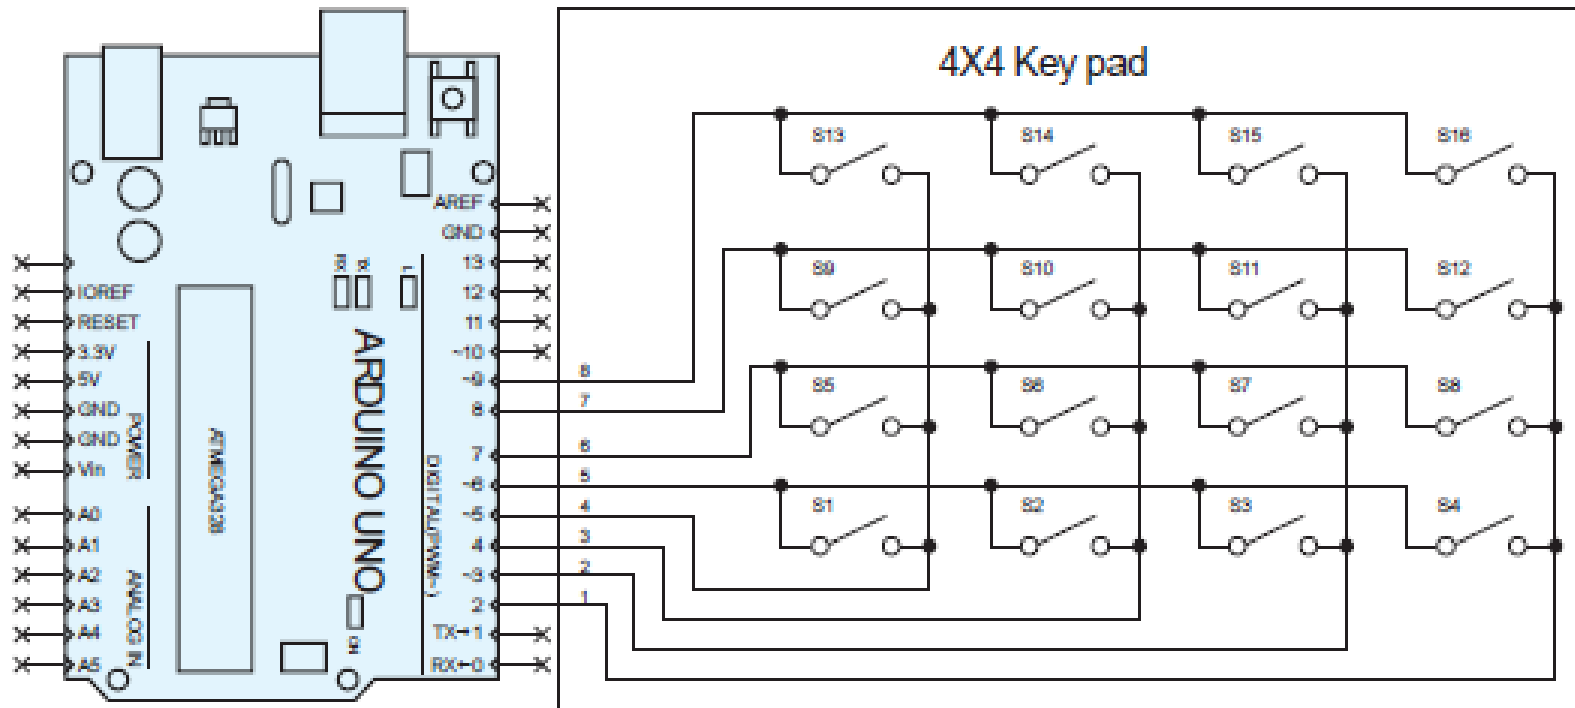 4X4 Key pad
S13 S14 S15 S16
S9 S10 S11 S12
S5 S6 S7 S8
S1 S2 S3 S4
8
7
6
5
4
3
2
1
AREF
GND
13
12
11
~10
~9
8
7
~6
~5
4
~3
2
TX→1
RX←0
IOREF
RESET
3.3V
5V
GND
GND
Vin
A0
A1
A2
A3
A4
A5
POWER
ANALOG IN
ATMEGA328
ARDUINO UNO
DIGITAL(PWM~)
RX
TX
L
ON